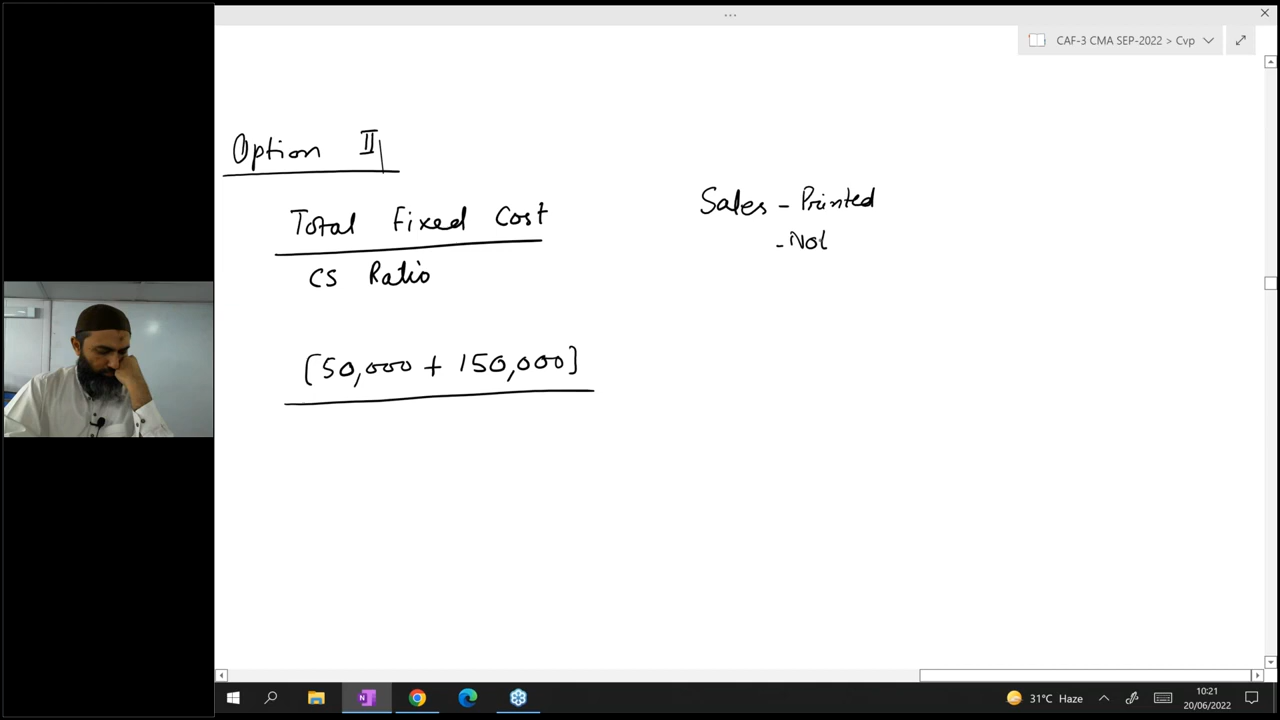 CAF-3 CMA SEP-2022 > Cvp
Option II
Total Fixed Cost
CS Ratio
Sales - Printed
- Not
[50,000 + 150,000]
31°C Haze
10:21
20/06/2022